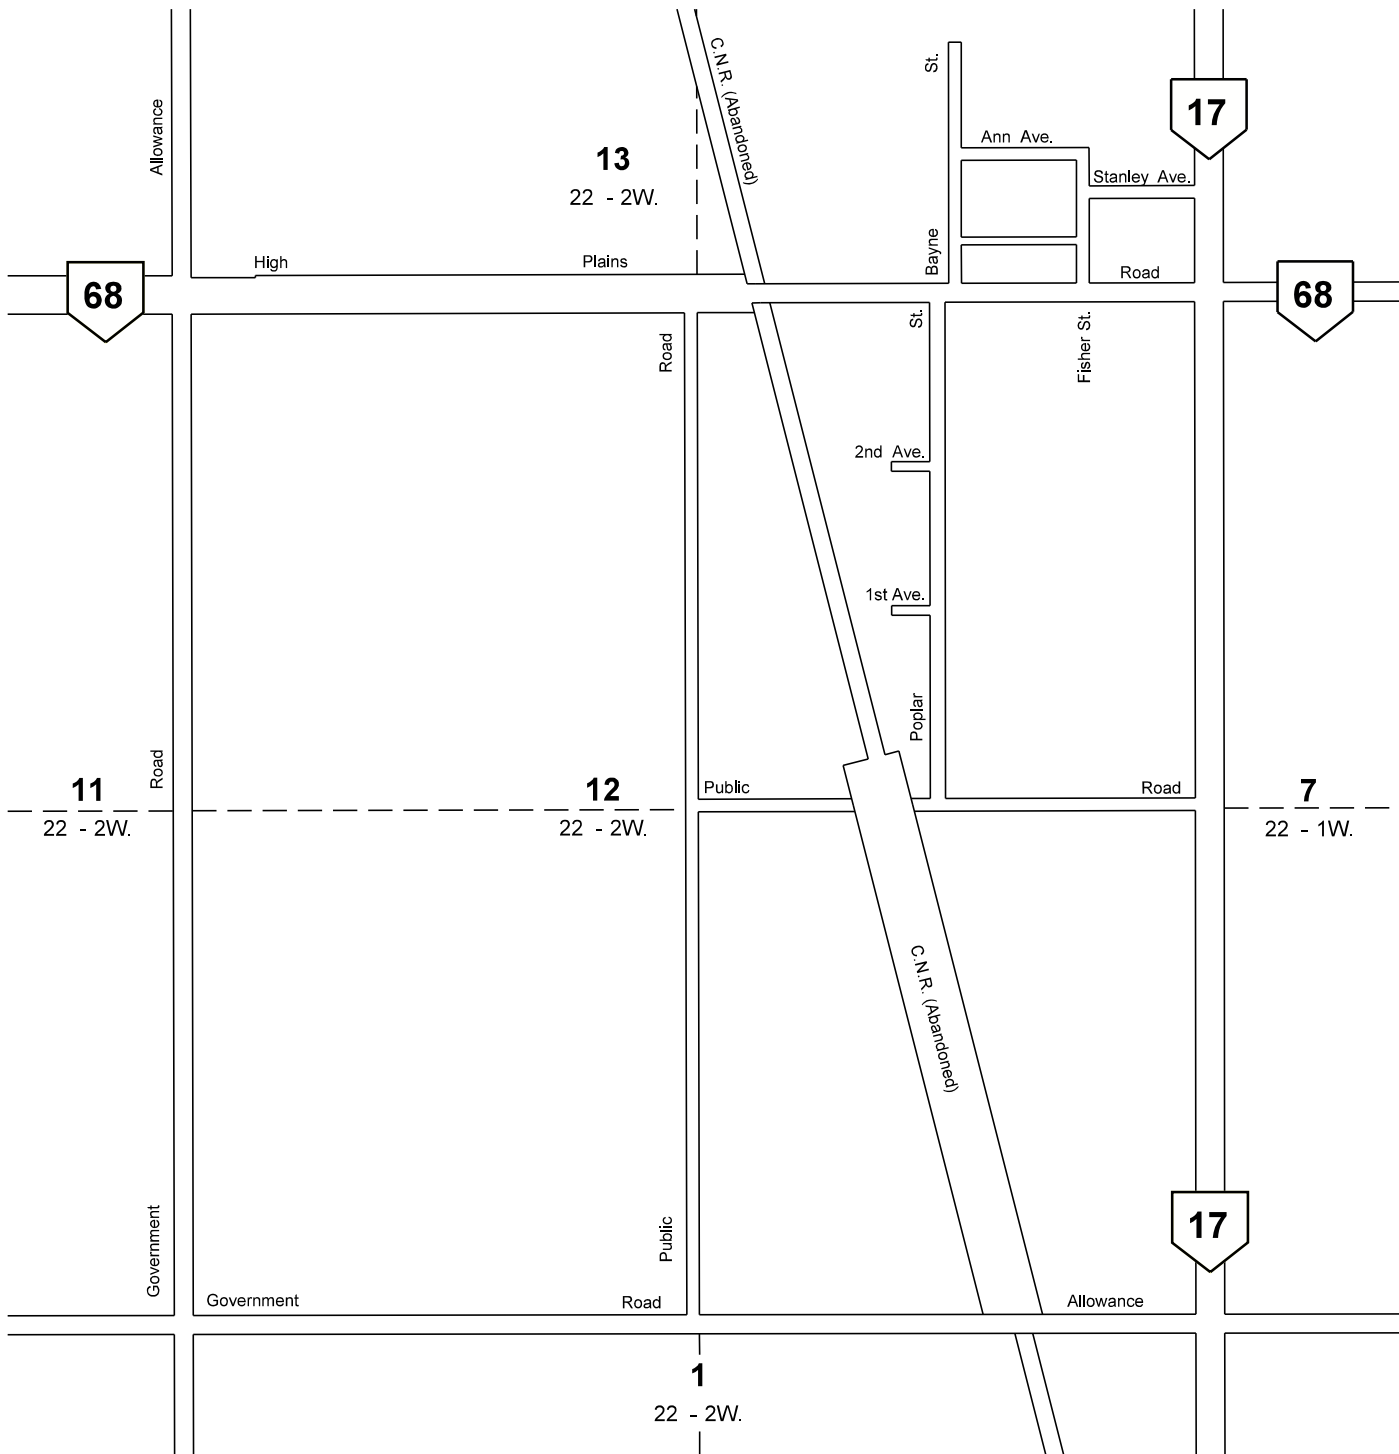 C.N.R. (Abandoned)
St.
17
Allowance
Ann Ave.
13
22 - 2W.
Stanley Ave.
Bayne
High Plains Road
68
68
Road
St.
Fisher St.
2nd Ave.
1st Ave.
Poplar
Road
11
22 - 2W.
12
22 - 2W.
Public Road
7
22 - 1W.
C.N.R. (Abandoned)
Government
Public
17
Government Road Allowance
1
22 - 2W.